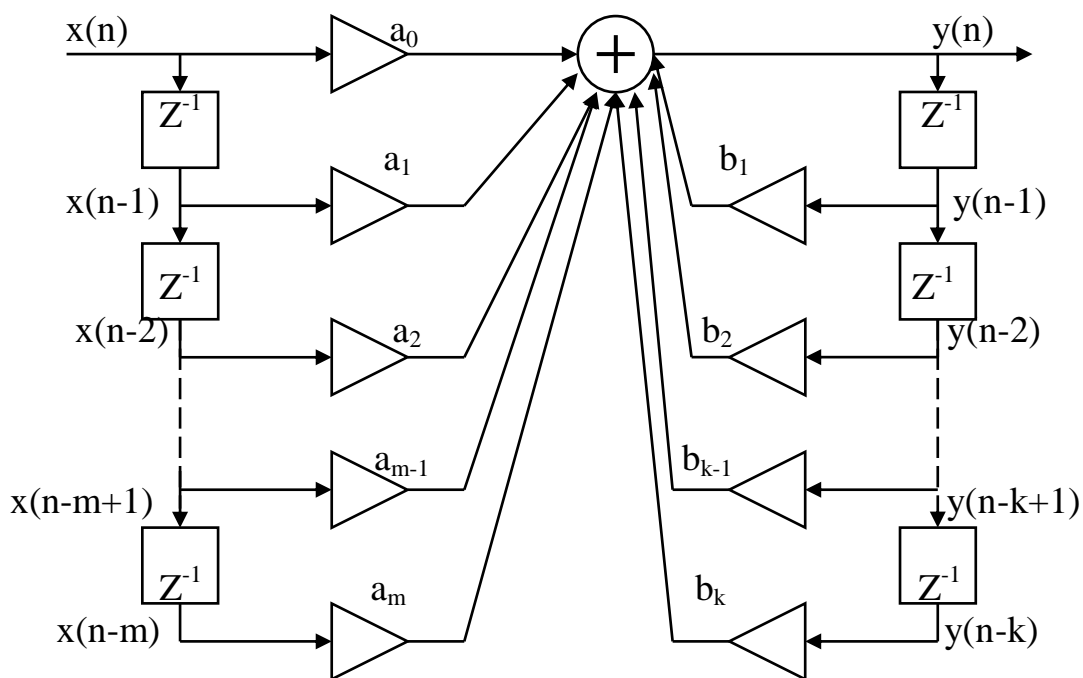 x(n) a₀ + y(n)
Z⁻¹ Z⁻¹
a₁ b₁
x(n-1) y(n-1)
Z⁻¹ Z⁻¹
x(n-2) a₂ b₂ y(n-2)
aₘ₋₁ bₖ₋₁
x(n-m+1) y(n-k+1)
Z⁻¹ Z⁻¹
aₘ bₖ
x(n-m) y(n-k)